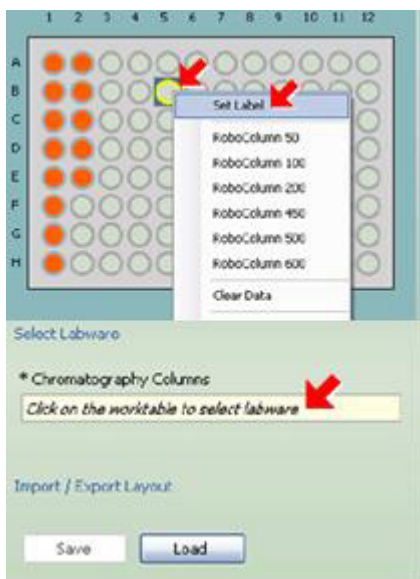 1 2 3 4 5 6 7 8 9 10 11 12
A
B
Set Label
C
RoboColumn 50
D
RoboColumn 100
E
RoboColumn 200
F
RoboColumn 450
G
RoboColumn 500
H
RoboColumn 600
Clear Data
Select Labware
* Chromatography Columns
Click on the worktable to select labware
Import / Export Layout
Save Load